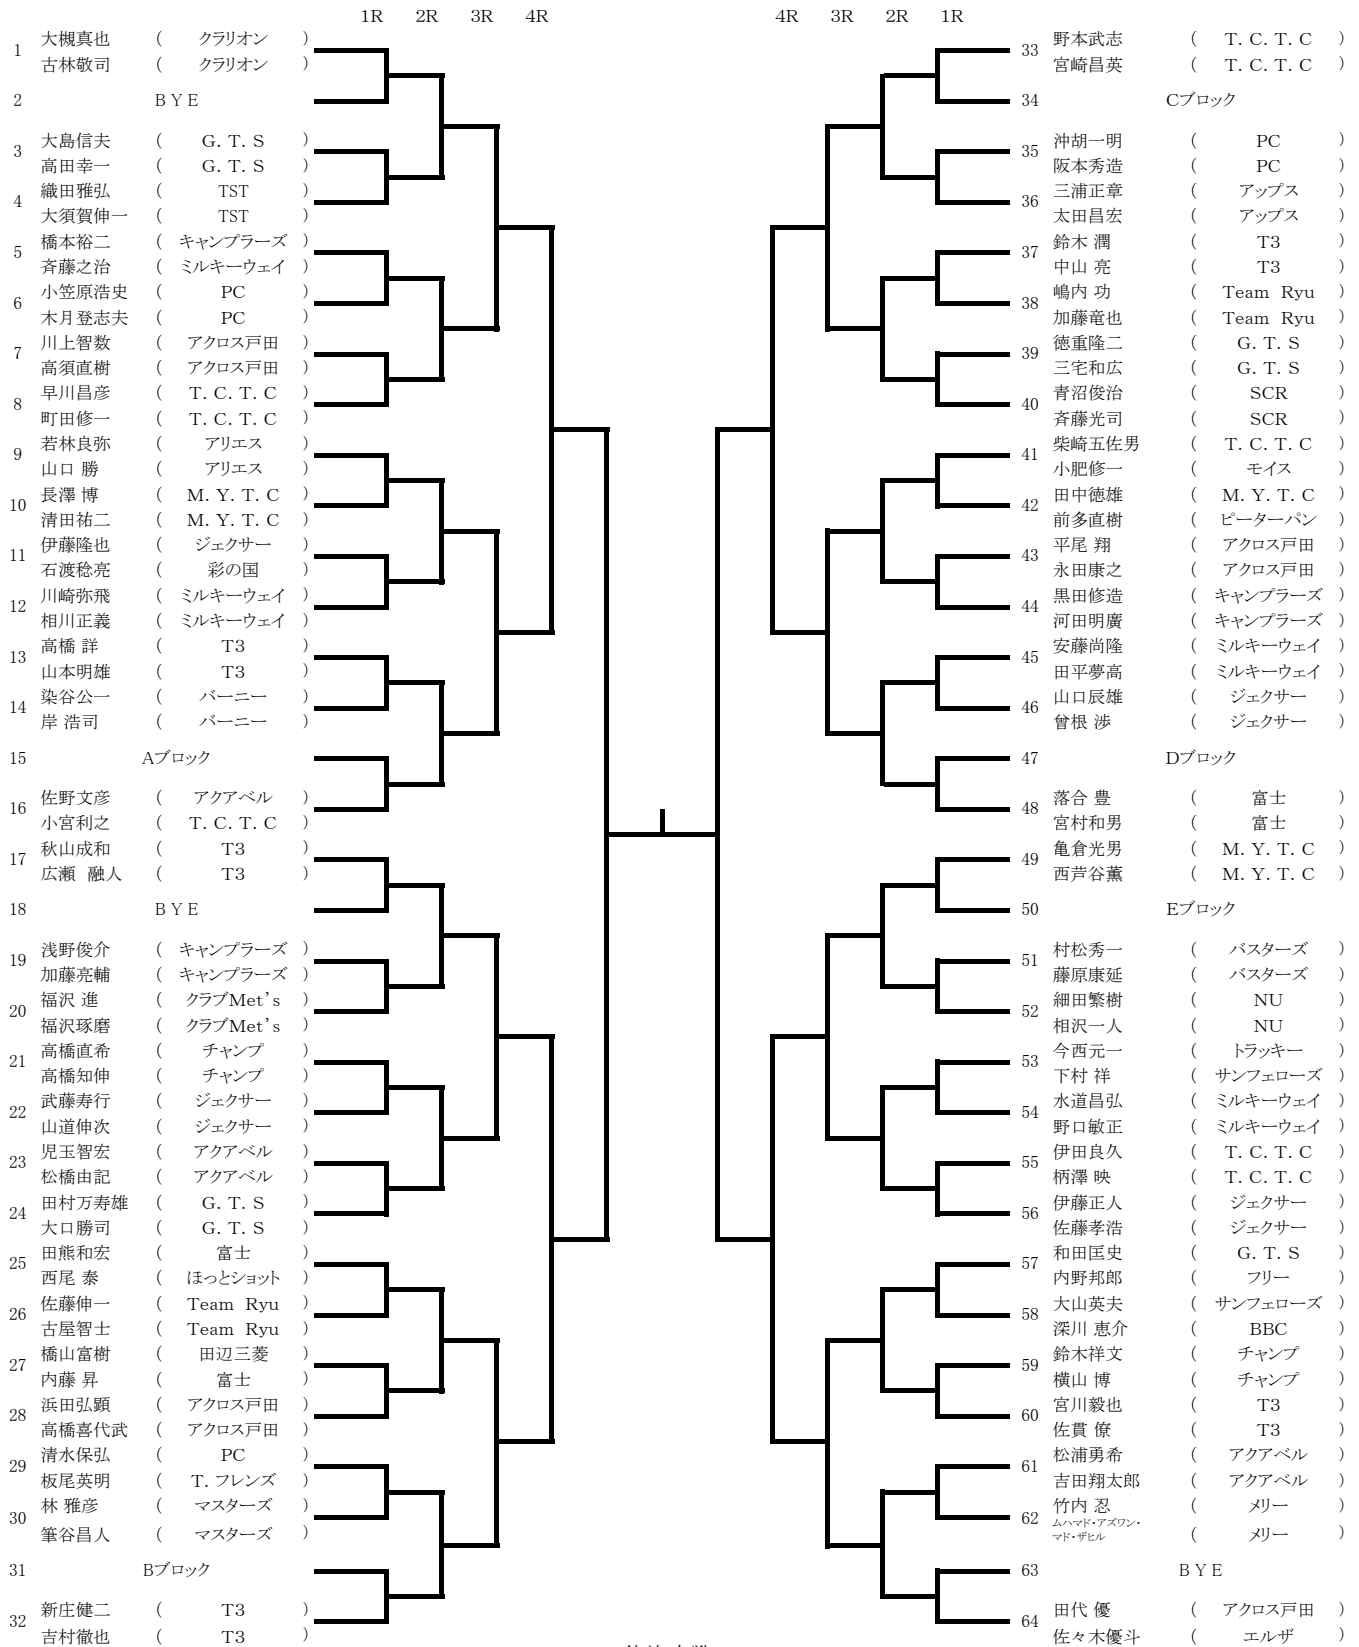 1R 2R 3R 4R
4R 3R 2R 1R
1
大槻真也 ( クラリオン )
古林敬司 ( クラリオン )
2 BYE
3
大島信夫 ( G. T. S )
高田幸一 ( G. T. S )
4
織田雅弘 ( TST )
大須賀伸一 ( TST )
5
橋本裕二 ( キャンプラーズ )
斉藤之治 ( ミルキーウェイ )
6
小笠原浩史 ( PC )
木月登志夫 ( PC )
7
川上智数 ( アクロス戸田 )
高須直樹 ( アクロス戸田 )
8
早川昌彦 ( T. C. T. C )
町田修一 ( T. C. T. C )
9
若林良弥 ( アリエス )
山口 勝 ( アリエス )
10
長澤 博 ( M. Y. T. C )
清田祐二 ( M. Y. T. C )
11
伊藤隆也 ( ジェクサー )
石渡稔亮 ( 彩の国 )
12
川崎弥飛 ( ミルキーウェイ )
相川正義 ( ミルキーウェイ )
13
高橋 詳 ( T3 )
山本明雄 ( T3 )
14
染谷公一 ( バーニー )
岸 浩司 ( バーニー )
15 Aブロック
16
佐野文彦 ( アクアベル )
小宮利之 ( T. C. T. C )
17
秋山成和 ( T3 )
広瀬 融人 ( T3 )
18 BYE
19
浅野俊介 ( キャンプラーズ )
加藤亮輔 ( キャンプラーズ )
20
福沢 進 ( クラブMet's )
福沢琢磨 ( クラブMet's )
21
高橋直希 ( チャンプ )
高橋知伸 ( チャンプ )
22
武藤寿行 ( ジェクサー )
山道伸次 ( ジェクサー )
23
児玉智宏 ( アクアベル )
松橋由記 ( アクアベル )
24
田村万寿雄 ( G. T. S )
大口勝司 ( G. T. S )
25
田熊和宏 ( 富士 )
西尾 泰 ( ほっとショット )
26
佐藤伸一 ( Team Ryu )
古屋智士 ( Team Ryu )
27
橋山富樹 ( 田辺三菱 )
内藤 昇 ( 富士 )
28
浜田弘顕 ( アクロス戸田 )
高橋喜代武 ( アクロス戸田 )
29
清水保弘 ( PC )
板尾英明 ( T. フレンズ )
30
林 雅彦 ( マスターズ )
筆谷昌人 ( マスターズ )
31 Bブロック
32
新庄健二 ( T3 )
吉村徹也 ( T3 )
33
野本武志 ( T. C. T. C )
宮崎昌英 ( T. C. T. C )
34 Cブロック
35
沖胡一明 ( PC )
阪本秀造 ( PC )
36
三浦正章 ( アップス )
太田昌宏 ( アップス )
37
鈴木 潤 ( T3 )
中山 亮 ( T3 )
38
嶋内 功 ( Team Ryu )
加藤竜也 ( Team Ryu )
39
徳重隆二 ( G. T. S )
三宅和広 ( G. T. S )
40
青沼俊治 ( SCR )
斉藤光司 ( SCR )
41
柴崎五佐男 ( T. C. T. C )
小肥修一 ( モイス )
42
田中徳雄 ( M. Y. T. C )
前多直樹 ( ピーターパン )
43
平尾 翔 ( アクロス戸田 )
永田康之 ( アクロス戸田 )
44
黒田修造 ( キャンプラーズ )
河田明廣 ( キャンプラーズ )
45
安藤尚隆 ( ミルキーウェイ )
田平夢高 ( ミルキーウェイ )
46
山口辰雄 ( ジェクサー )
曾根 渉 ( ジェクサー )
47 Dブロック
48
落合 豊 ( 富士 )
宮村和男 ( 富士 )
49
亀倉光男 ( M. Y. T. C )
西芦谷薫 ( M. Y. T. C )
50 Eブロック
51
村松秀一 ( バスターズ )
藤原康延 ( バスターズ )
52
細田繁樹 ( NU )
相沢一人 ( NU )
53
今西元一 ( トラッキー )
下村 祥 ( サンフェローズ )
54
水道昌弘 ( ミルキーウェイ )
野口敏正 ( ミルキーウェイ )
55
伊田良久 ( T. C. T. C )
柄澤 映 ( T. C. T. C )
56
伊藤正人 ( ジェクサー )
佐藤孝浩 ( ジェクサー )
57
和田匡史 ( G. T. S )
内野邦郎 ( フリー )
58
大山英夫 ( サンフェローズ )
深川 恵介 ( BBC )
59
鈴木祥文 ( チャンプ )
横山 博 ( チャンプ )
60
宮川毅也 ( T3 )
佐貫 僚 ( T3 )
61
松浦勇希 ( アクアベル )
吉田翔太郎 ( アクアベル )
62
竹内 忍 ( メリー )
ムハマド・アズワン・
マド・ザヒル ( メリー )
63 BYE
64
田代 優 ( アクロス戸田 )
佐々木優斗 ( エルザ )